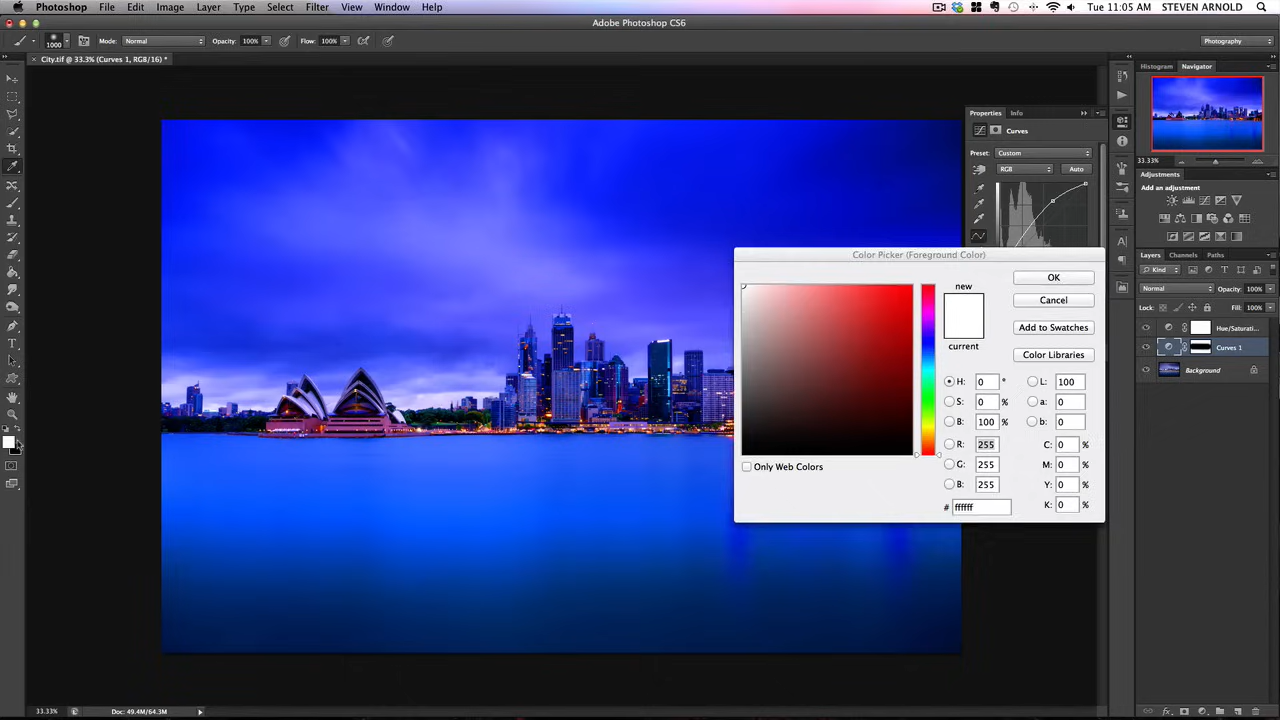 Photoshop File Edit Image Layer Type Select Filter View Window Help Tue 11:05 AM STEVEN ARNOLD
Adobe Photoshop CS6
1000 Mode: Normal Opacity: 100% Flow: 100% Photography
City.tif @ 33.3% (Curves 1, RGB/16) *
Histogram Navigator
Properties Info
Curves
Preset: Custom
RGB Auto
33.33%
Adjustments
Add an adjustment
Layers Channels Paths
Kind
Normal Opacity: 100%
Lock: Fill: 100%
Hue/Saturati...
Curves 1
Background
Color Picker (Foreground Color)
new
current
OK
Cancel
Add to Swatches
Color Libraries
H: 0 ° L: 100
S: 0 % a: 0
B: 100 % b: 0
R: 255 C: 0 %
G: 255 M: 0 %
B: 255 Y: 0 %
# ffffff K: 0 %
Only Web Colors
33.33% Doc: 49.4M/64.3M